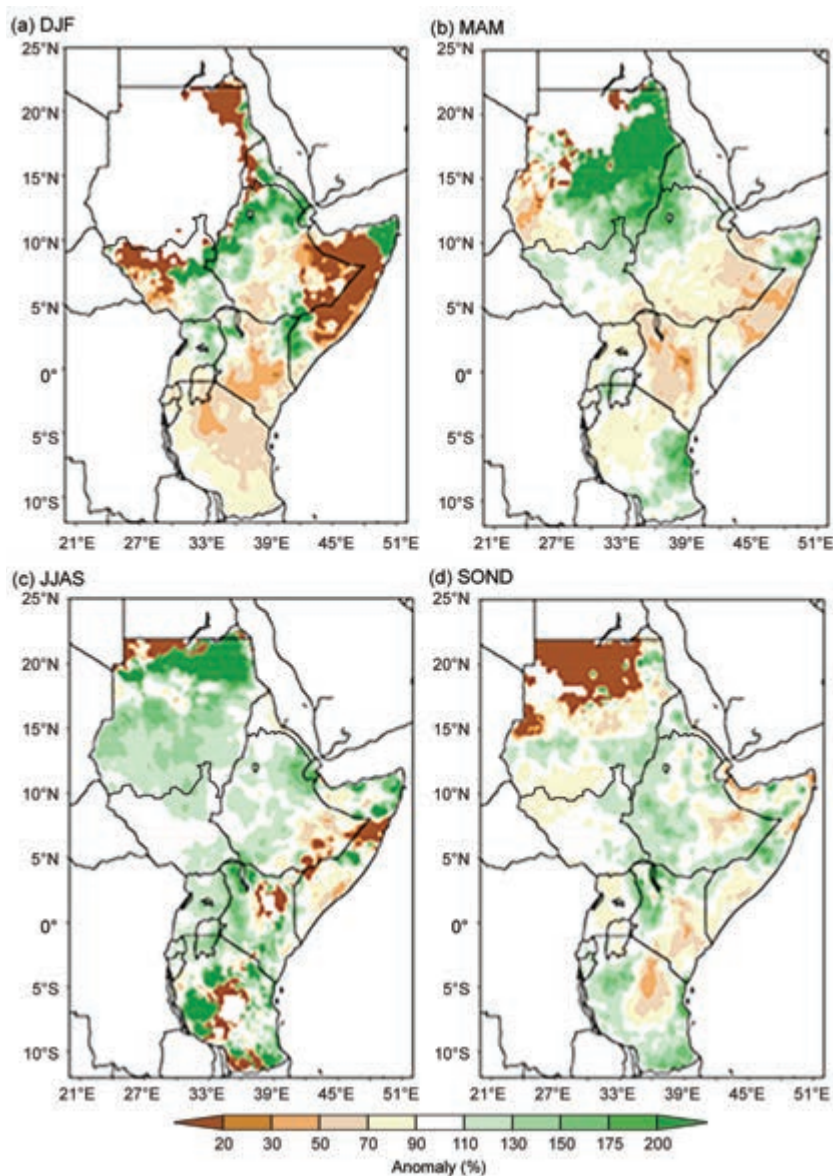 (a) DJF
(b) MAM
25°N
20°N
15°N
10°N
5°N
0°
5°S
10°S
21°E 27°E 33°E 39°E 45°E 51°E
25°N
20°N
15°N
10°N
5°N
0°
5°S
10°S
21°E 27°E 33°E 39°E 45°E 51°E
(c) JJAS
(d) SOND
25°N
20°N
15°N
10°N
5°N
0°
5°S
10°S
21°E 27°E 33°E 39°E 45°E 51°E
25°N
20°N
15°N
10°N
5°N
0°
5°S
10°S
21°E 27°E 33°E 39°E 45°E 51°E
20 30 50 70 90 110 130 150 175 200
Anomaly (%)